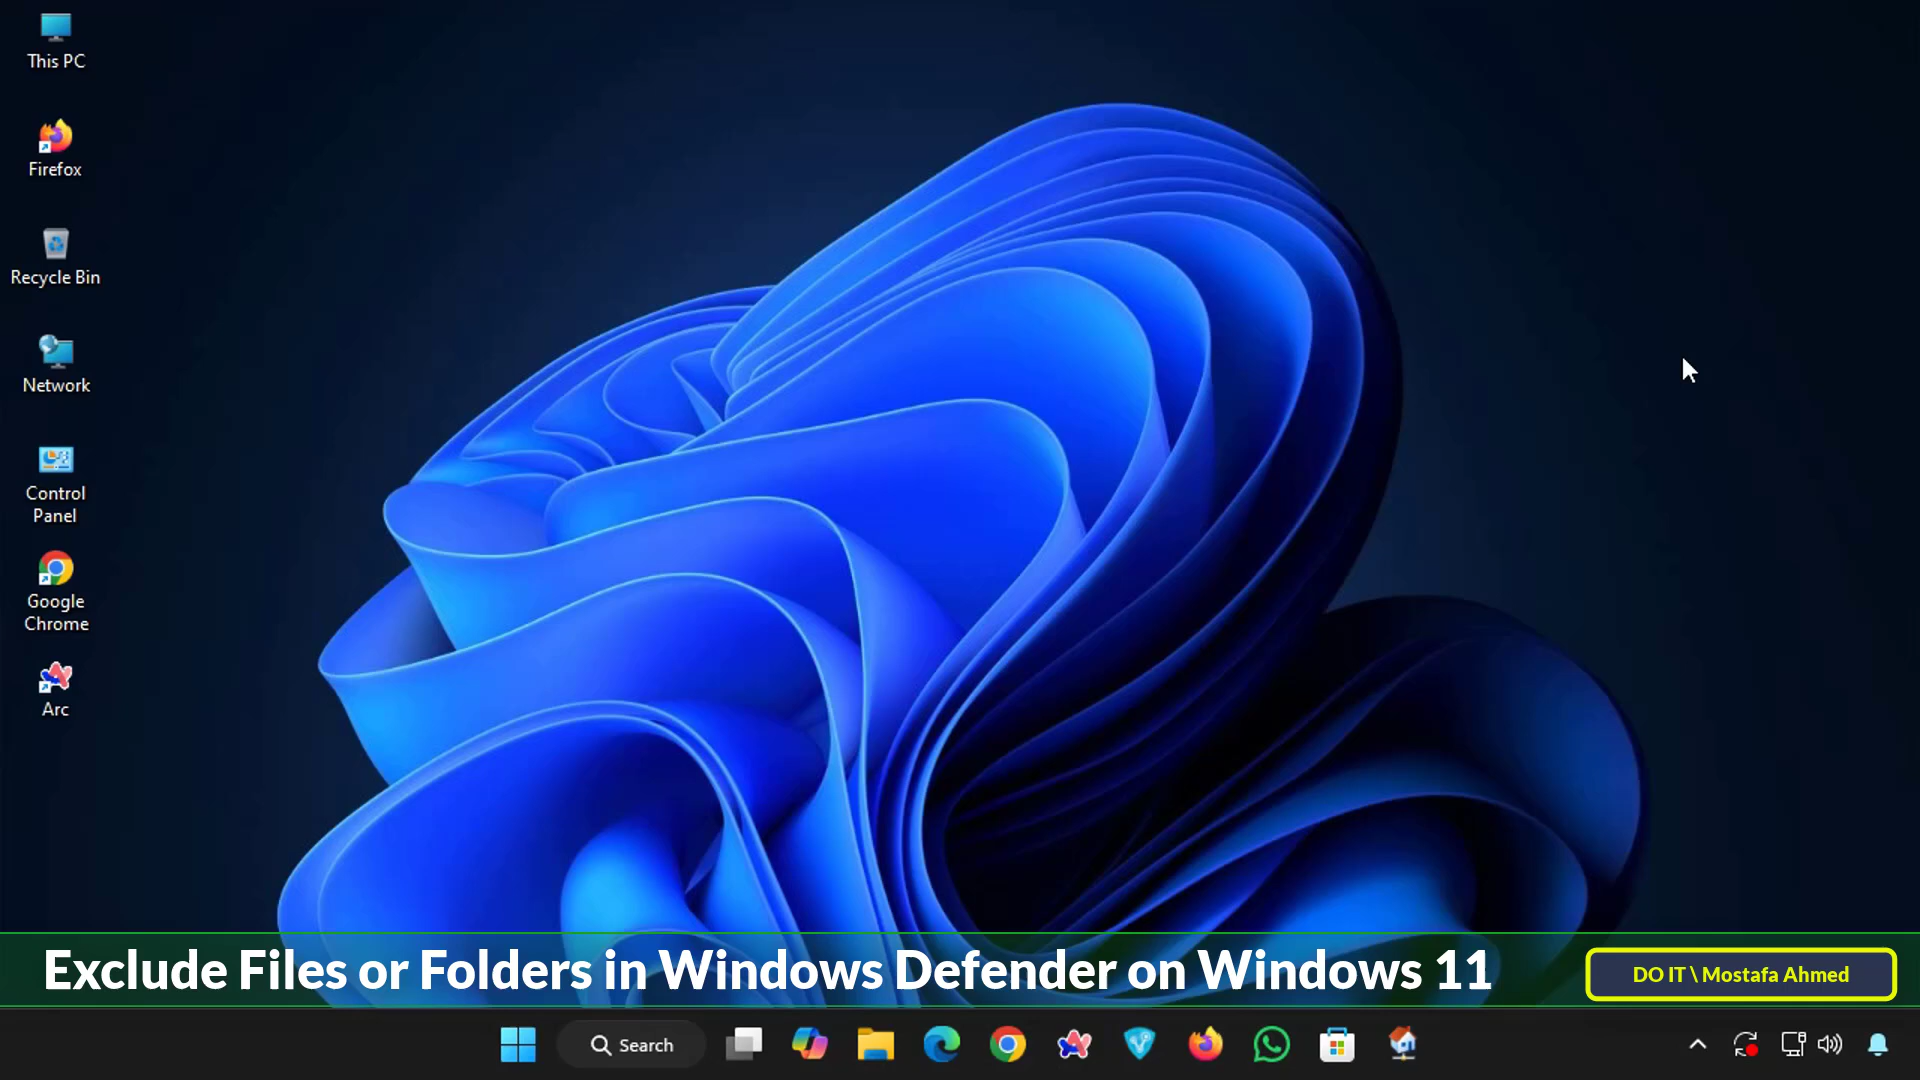 This PC
Firefox
Recycle Bin
Network
Control
Panel
Google
Chrome
Arc
Exclude Files or Folders in Windows Defender on Windows 11
DO IT \ Mostafa Ahmed
Search